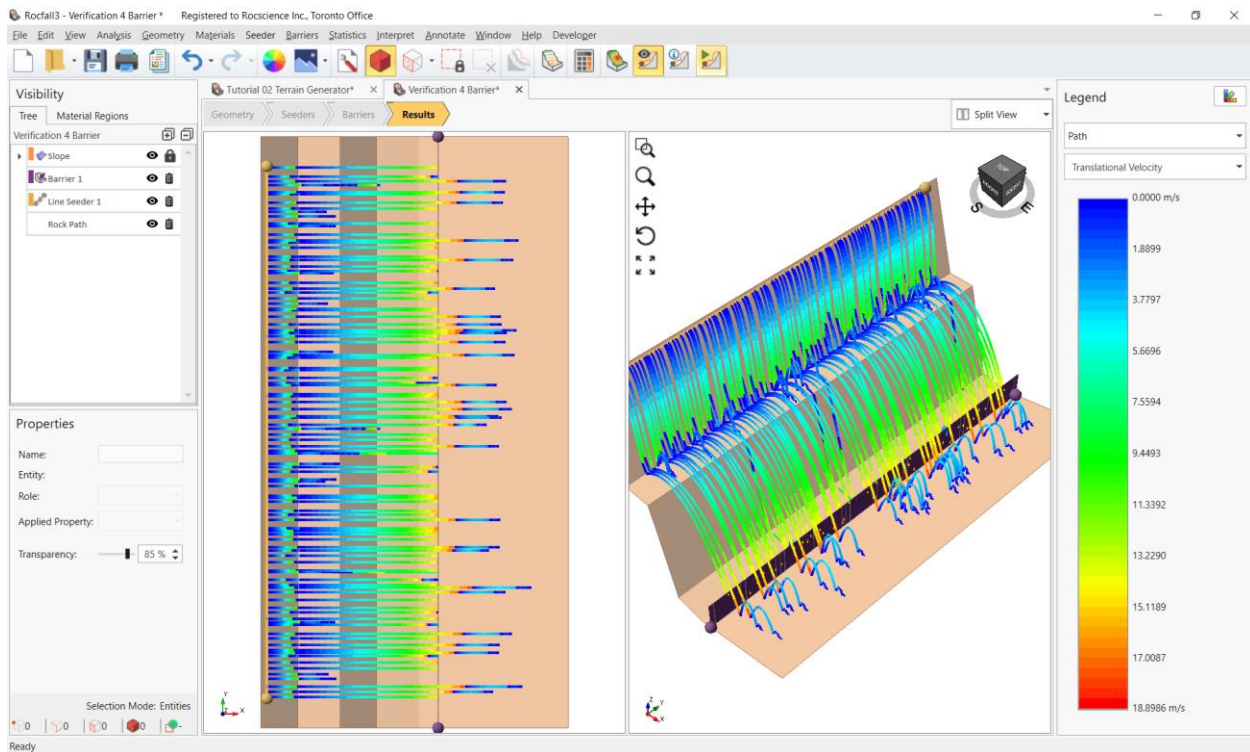 Rocfall3 - Verification 4 Barrier * Registered to Rocscience Inc., Toronto Office
File Edit View Analysis Geometry Materials Seeder Barriers Statistics Interpret Annotate Window Help Developer
Visibility
Tree Material Regions
Verification 4 Barrier
Slope
Barrier 1
Line Seeder 1
Rock Path
Properties
Name:
Entity:
Role:
Applied Property:
Transparency: 85 %
Selection Mode: Entities
0 0 0 0 -
Ready
Tutorial 02 Terrain Generator* Verification 4 Barrier*
Geometry Seeders Barriers Results
Split View
Y
Z X
TOP
FRONT RIGHT
S E
Z Y
X
Legend
Path
Translational Velocity
0.0000 m/s
1.8899
3.7797
5.6696
7.5594
9.4493
11.3392
13.2290
15.1189
17.0087
18.8986 m/s